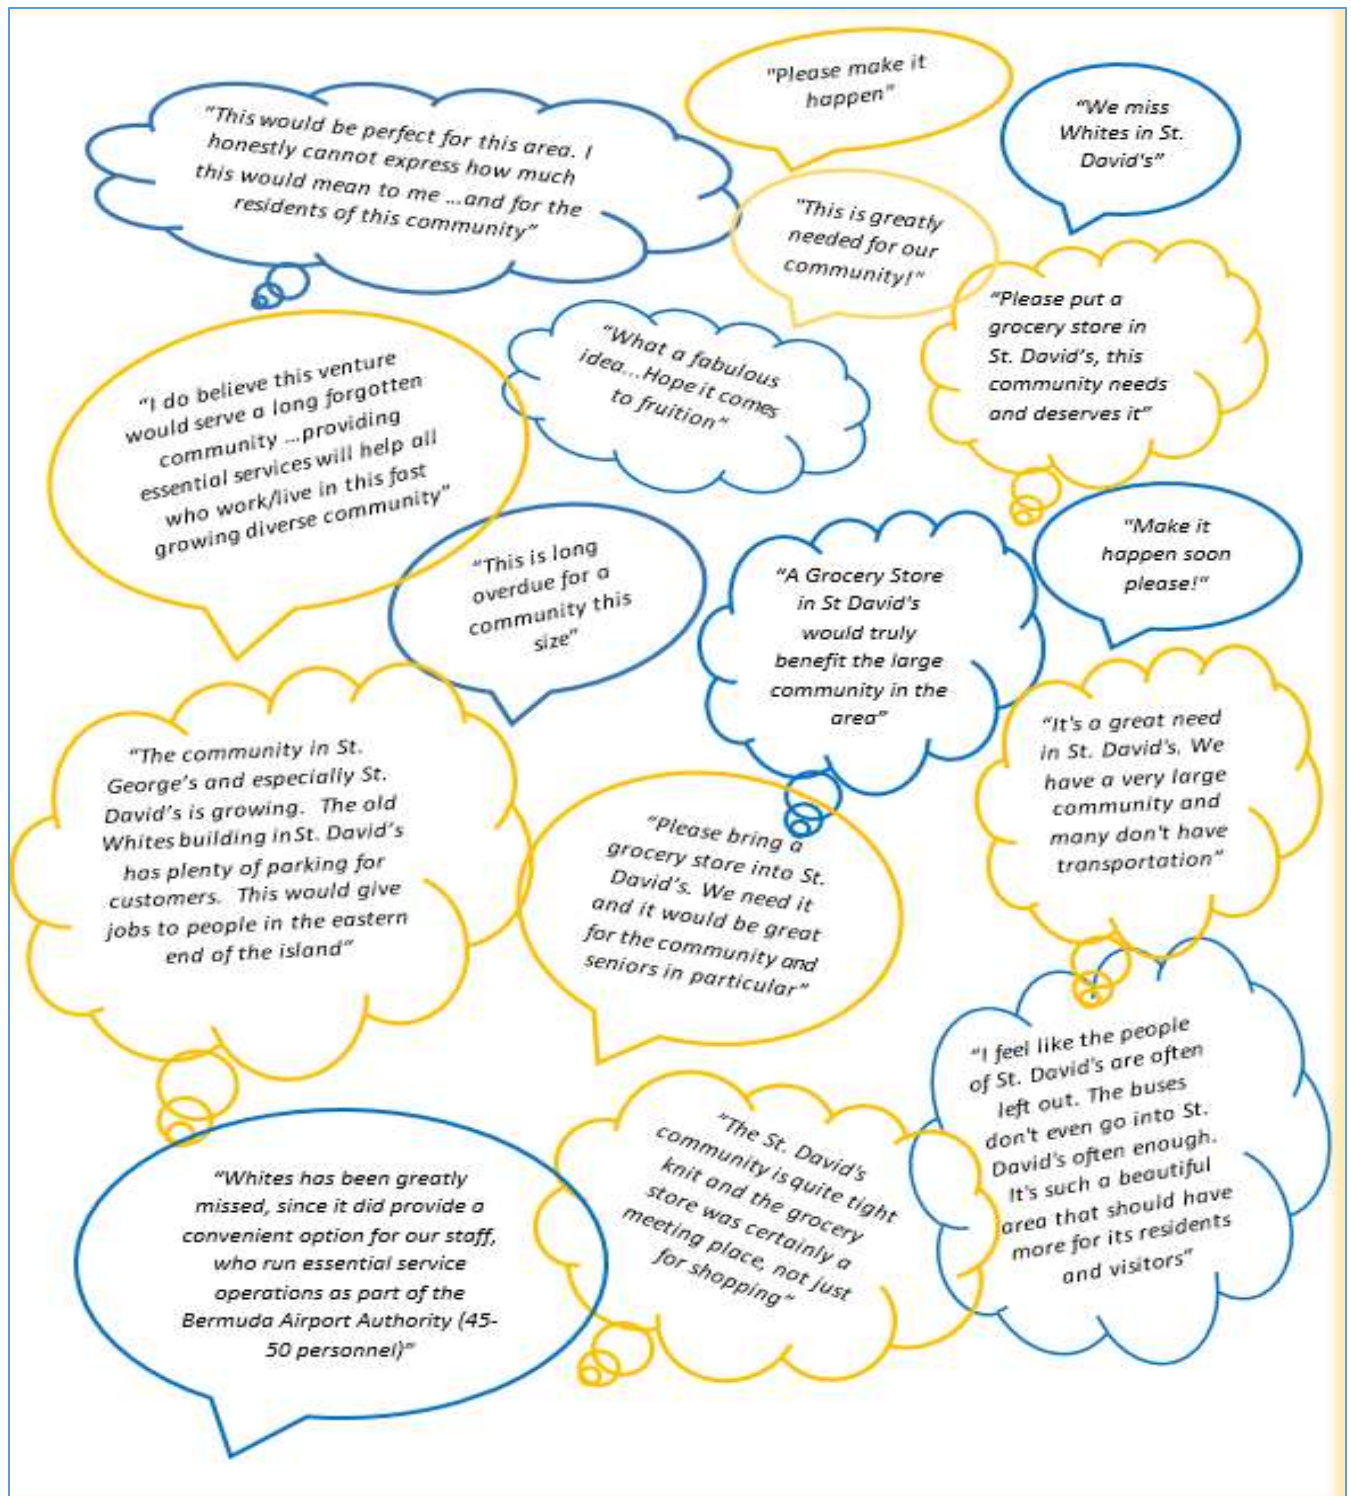 "Please make it
happen"
"We miss
Whites in St.
David's"
"This would be perfect for this area. I
honestly cannot express how much
this would mean to me ...and for the
residents of this community"
"This is greatly
needed for our
community!"
"Please put a
grocery store in
St. David's, this
community needs
and deserves it"
"What a fabulous
idea...Hope it comes
to fruition"
"I do believe this venture
would serve a long forgotten
community ...providing
essential services will help all
who work/live in this fast
growing diverse community"
"Make it
happen soon
please!"
"This is long
overdue for a
community this
size"
"A Grocery Store
in St David's
would truly
benefit the large
community in the
area"
"It's a great need
in St. David's. We
have a very large
community and
many don't have
transportation"
"The community in St.
George's and especially St.
David's is growing.  The old
Whites building in St. David's
has plenty of parking for
customers.  This would give
jobs to people in the eastern
end of the island"
"Please bring a
grocery store into St.
David's. We need it
and it would be great
for the community and
seniors in particular"
"I feel like the people
of St. David's are often
left out. The buses
don't even go into St.
David's often enough.
It's such a beautiful
area that should have
more for its residents
and visitors"
"The St. David's
community is quite tight
knit and the grocery
store was certainly a
meeting place, not just
for shopping"
"Whites has been greatly
missed, since it did provide a
convenient option for our staff,
who run essential service
operations as part of the
Bermuda Airport Authority (45-
50 personnel)"